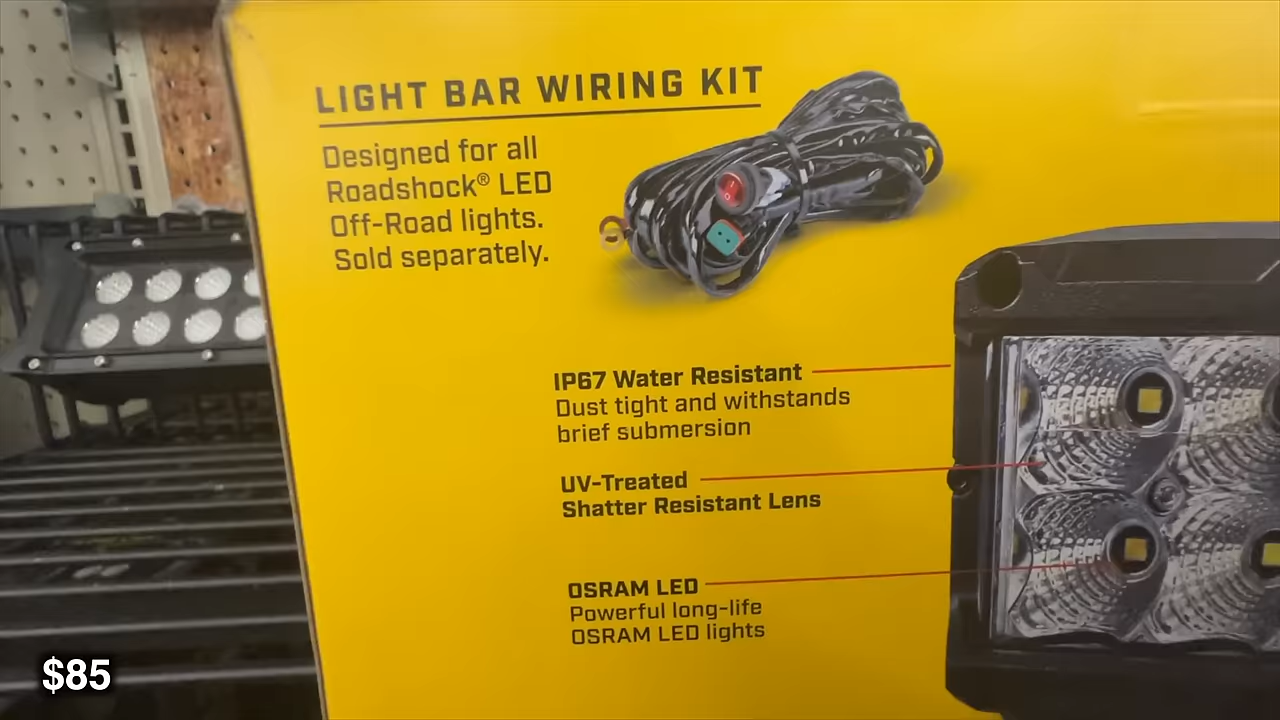 LIGHT BAR WIRING KIT
Designed for all
Roadshock® LED
Off-Road lights.
Sold separately.
IP67 Water Resistant
Dust tight and withstands
brief submersion
UV-Treated
Shatter Resistant Lens
OSRAM LED
Powerful long-life
OSRAM LED lights
$85